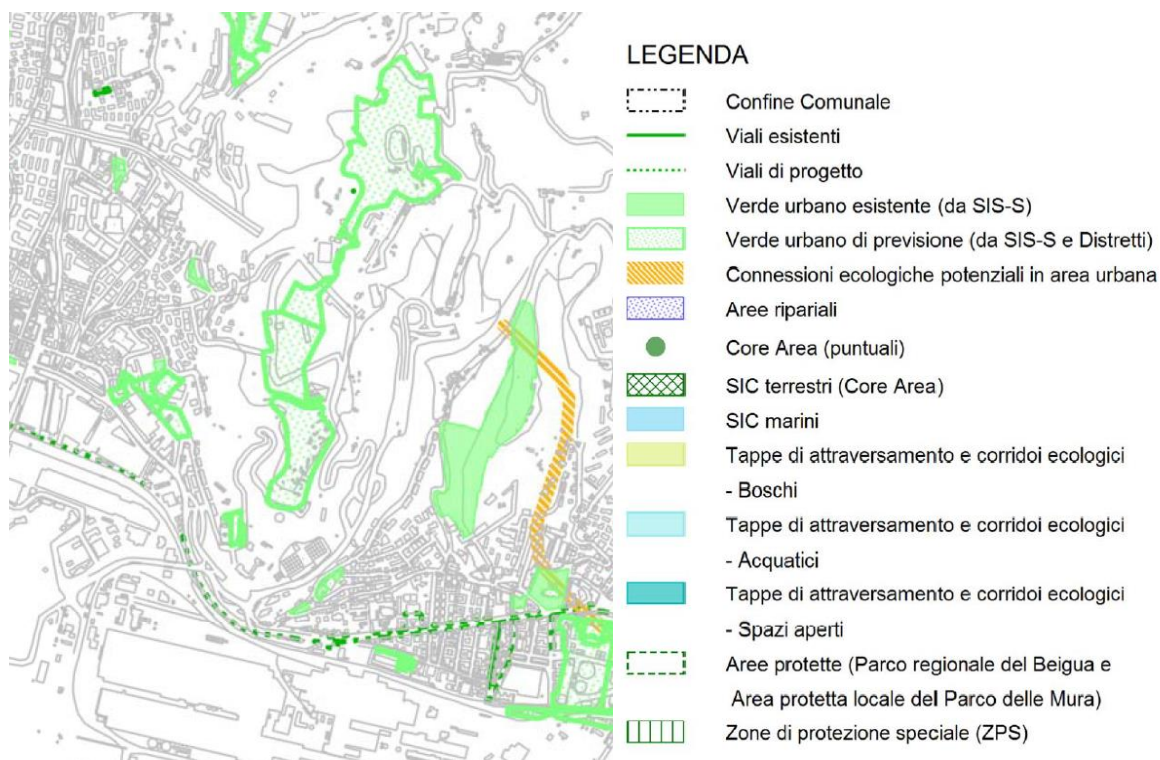 LEGENDA
Confine Comunale
Viali esistenti
Viali di progetto
Verde urbano esistente (da SIS-S)
Verde urbano di previsione (da SIS-S e Distretti)
Connessioni ecologiche potenziali in area urbana
Aree ripariali
Core Area (puntuali)
SIC terrestri (Core Area)
SIC marini
Tappe di attraversamento e corridoi ecologici
- Boschi
Tappe di attraversamento e corridoi ecologici
- Acquatici
Tappe di attraversamento e corridoi ecologici
- Spazi aperti
Aree protette (Parco regionale del Beigua e
Area protetta locale del Parco delle Mura)
Zone di protezione speciale (ZPS)